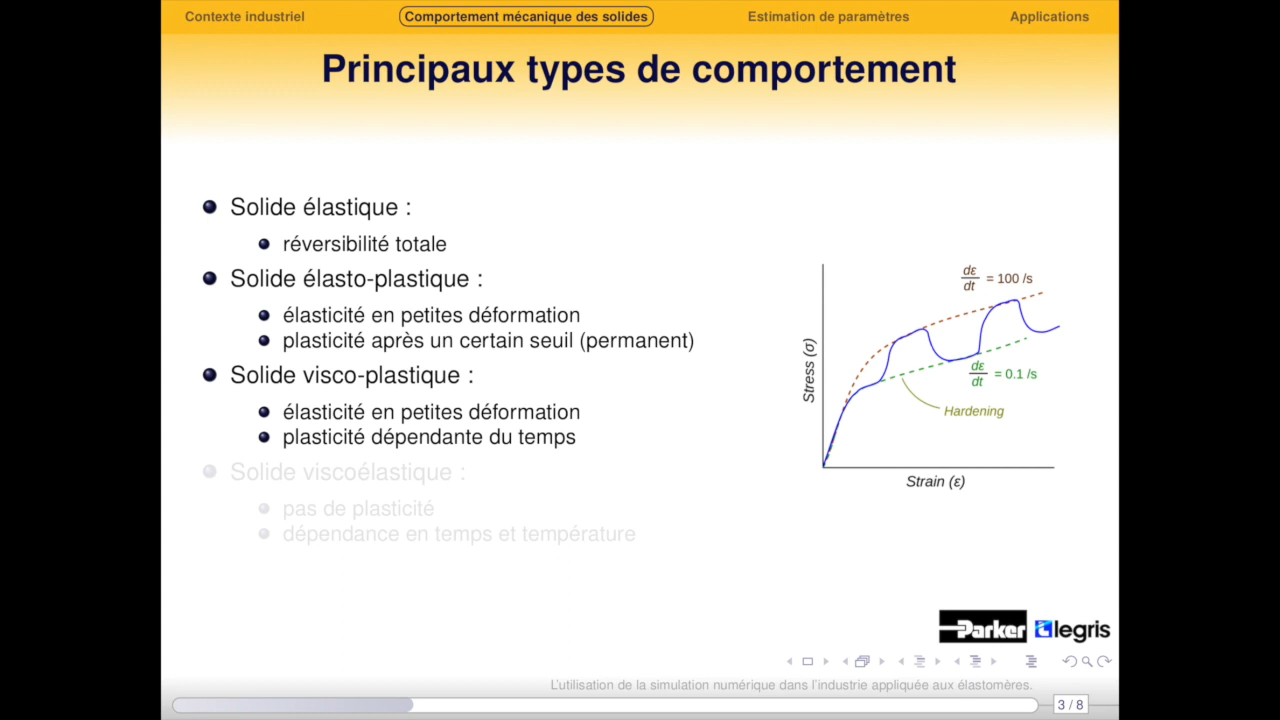 Contexte industriel
Comportement mécanique des solides
Estimation de paramètres
Applications
Principaux types de comportement
Solide élastique :
réversibilité totale
Solide élasto-plastique :
élasticité en petites déformation
plasticité après un certain seuil (permanent)
Solide visco-plastique :
élasticité en petites déformation
plasticité dépendante du temps
Solide viscoélastique :
pas de plasticité
dépendance en temps et température
dε/dt = 100 /s
Stress (σ)
dε/dt = 0.1 /s
Hardening
Strain (ε)
Parker legris
L'utilisation de la simulation numérique dans l'industrie appliquée aux élastomères.
3 / 8